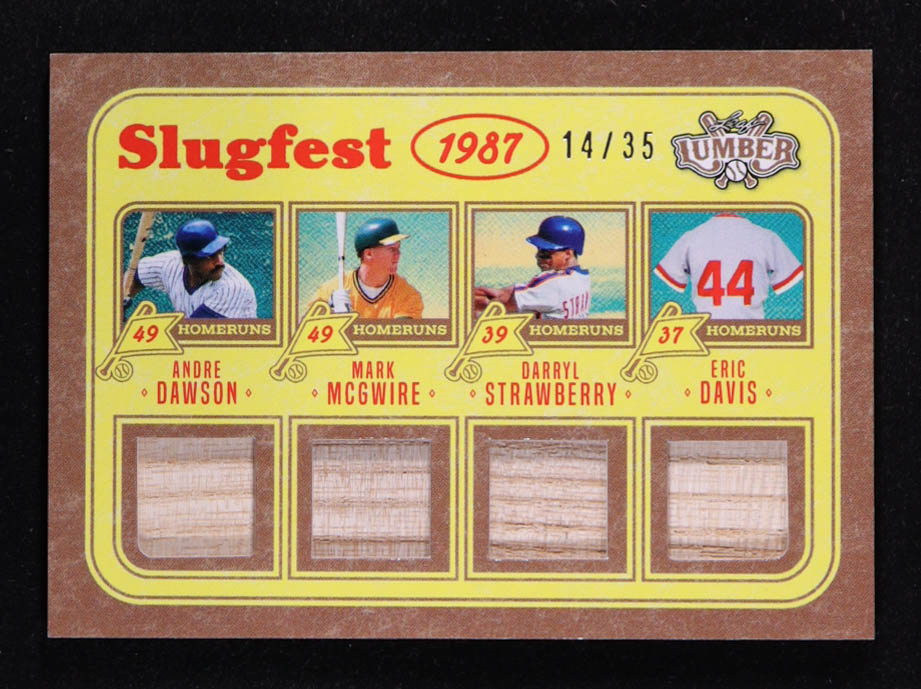 Slugfest 1987 14/35 Leaf LUMBER
49 HOMERUNS
ANDRE
DAWSON
49 HOMERUNS
MARK
MCGWIRE
39 HOMERUNS
DARRYL
STRAWBERRY
44
37 HOMERUNS
ERIC
DAVIS